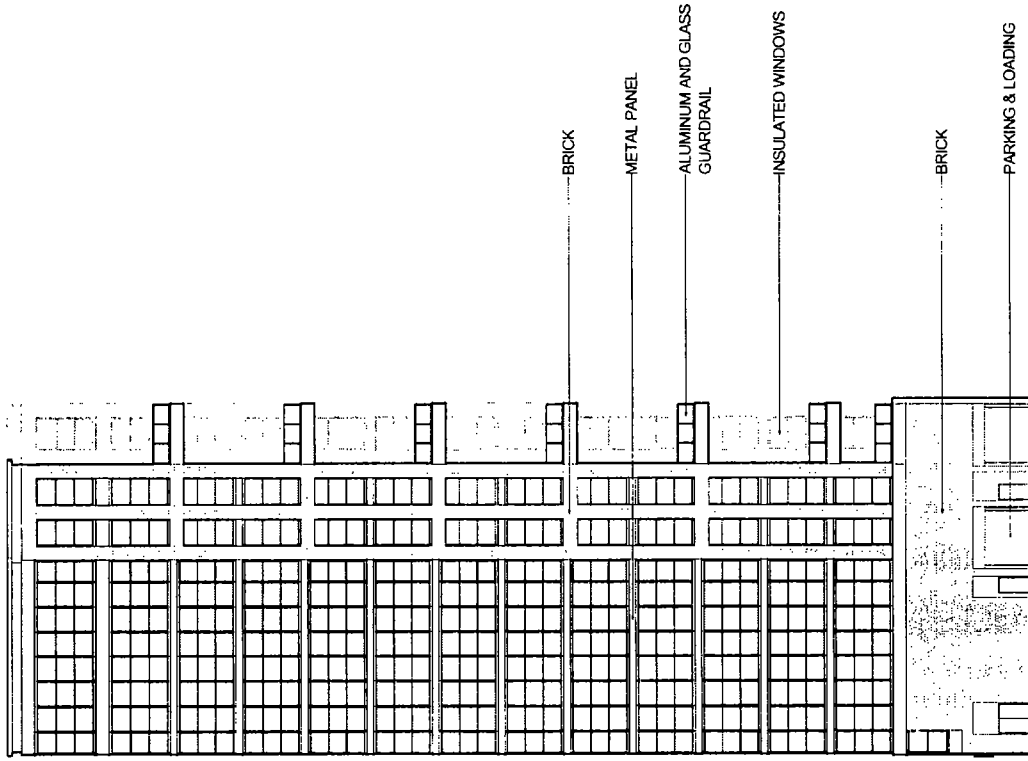 BRICK
METAL PANEL
ALUMINUM AND GLASS
GUARDRAIL
INSULATED WINDOWS
BRICK
PARKING & LOADING